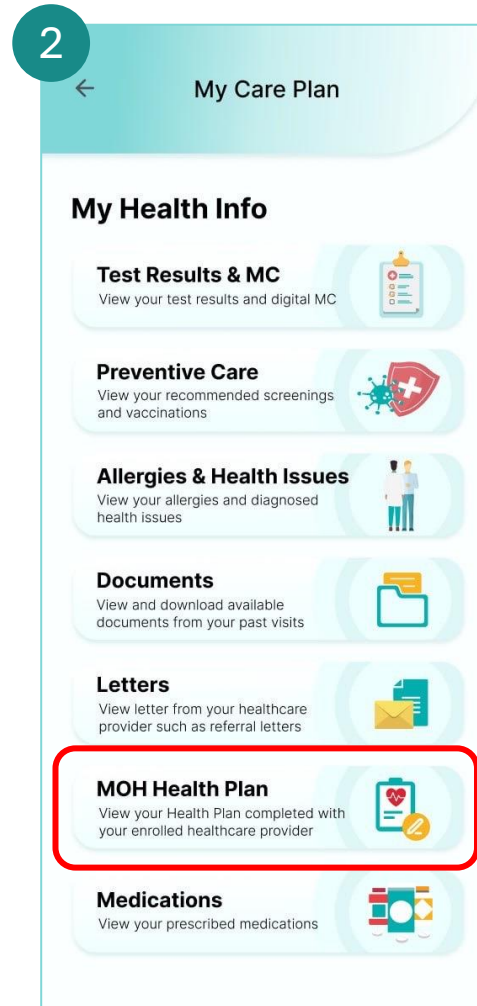 2
My Care Plan
My Health Info
Test Results & MC
View your test results and digital MC
Preventive Care
View your recommended screenings
and vaccinations
Allergies & Health Issues
View your allergies and diagnosed
health issues
Documents
View and download available
documents from your past visits
Letters
View letter from your healthcare
provider such as referral letters
MOH Health Plan
View your Health Plan completed with
your enrolled healthcare provider
Medications
View your prescribed medications